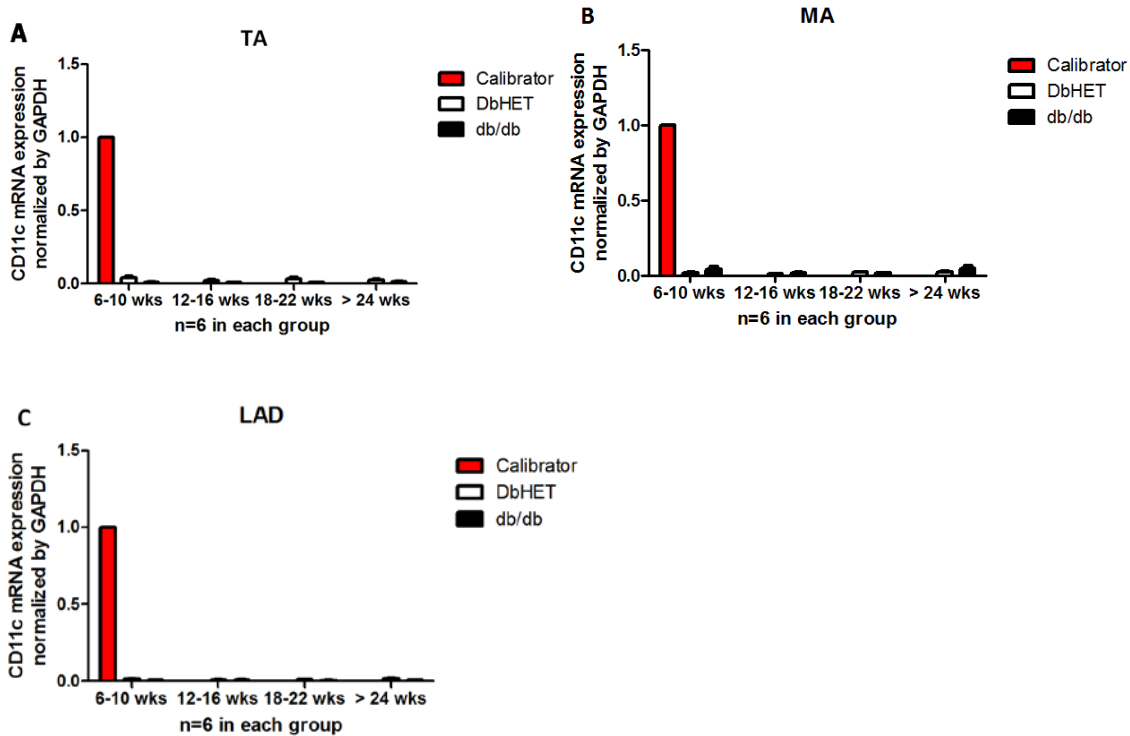 A
TA
CD11c mRNA expression
normalized by GAPDH
1.5
1.0
0.5
0.0
6-10 wks 12-16 wks 18-22 wks > 24 wks
n=6 in each group
Calibrator
DbHET
db/db
B
MA
CD11c mRNA expression
normalized by GAPDH
1.5
1.0
0.5
0.0
6-10 wks 12-16 wks 18-22 wks > 24 wks
n=6 in each group
Calibrator
DbHET
db/db
C
LAD
CD11c mRNA expression
normalized by GAPDH
1.5
1.0
0.5
0.0
6-10 wks 12-16 wks 18-22 wks > 24 wks
n=6 in each group
Calibrator
DbHET
db/db